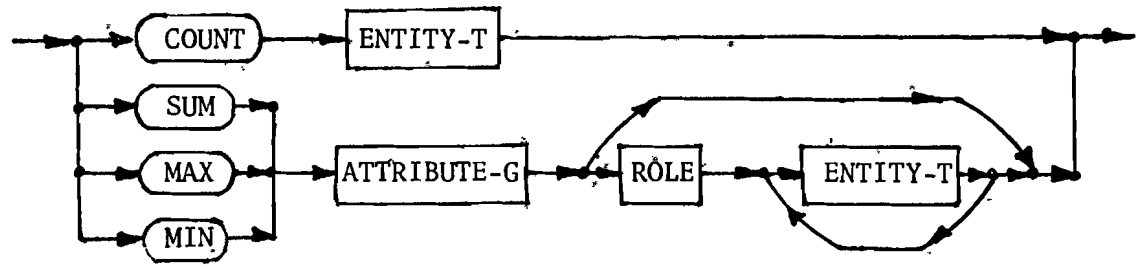 COUNT ENTITY-T
SUM
MAX ATTRIBUTE-G ROLE ENTITY-T
MIN